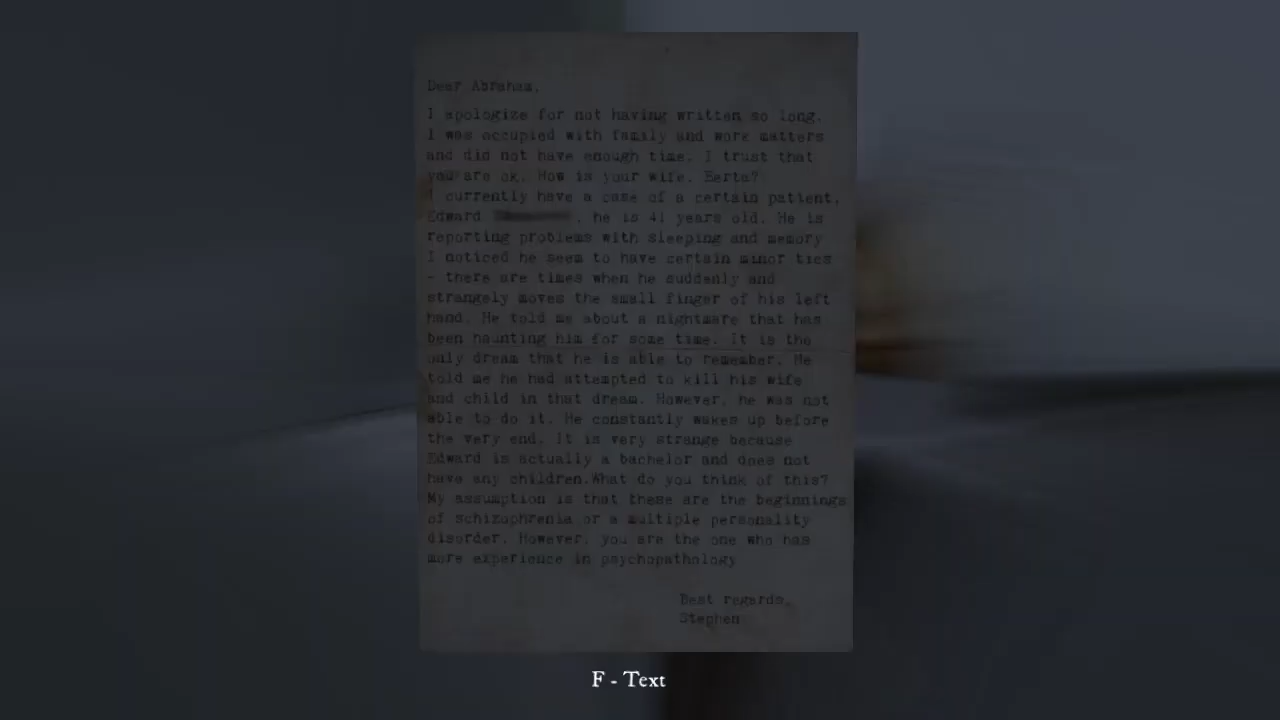 Dear Abraham,
I apologize for not having written so long.
I was occupied with family and work matters
and did not have enough time. I trust that
you are ok. How is your wife, Berta?
I currently have a case of a certain patient,
Edward , he is 41 years old. He is
reporting problems with sleeping and memory
I noticed he seem to have certain minor tics
- there are times when he suddenly and
strangely moves the small finger of his left
hand. He told me about a nightmare that has
been haunting him for some time. It is the
only dream that he is able to remember. He
told me he had attempted to kill his wife
and child in that dream. However, he was not
able to do it. He constantly wakes up before
the very end. It is very strange because
Edward is actually a bachelor and does not
have any children.What do you think of this?
My assumption is that these are the beginnings
of schizophrenia or a multiple personality
disorder. However, you are the one who has
more experience in psychopathology
Best regards,
Stephen
F - Text